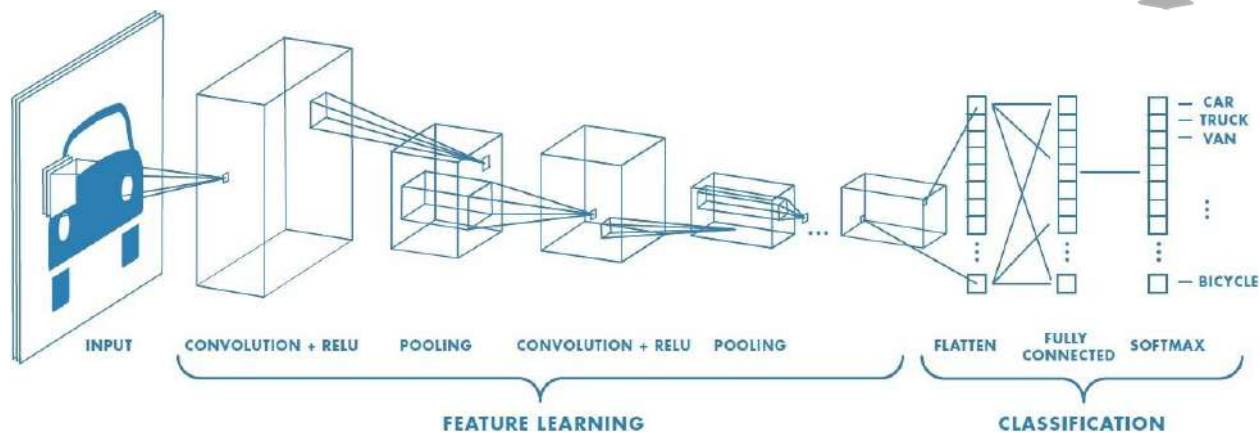 CAR
TRUCK
VAN
BICYCLE
INPUT
CONVOLUTION + RELU
POOLING
CONVOLUTION + RELU
POOLING
FLATTEN
FULLY
CONNECTED
SOFTMAX
FEATURE LEARNING
CLASSIFICATION